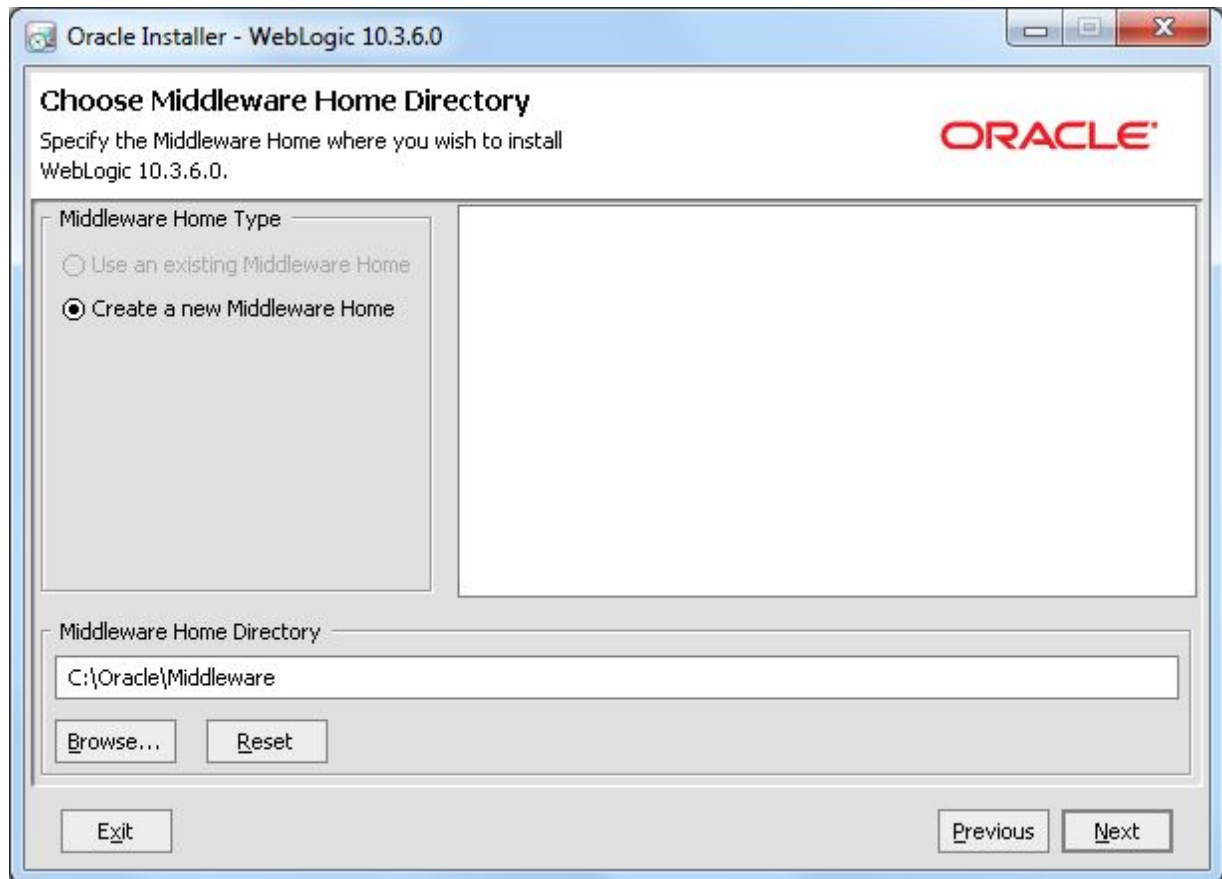 Oracle Installer - WebLogic 10.3.6.0
Choose Middleware Home Directory
Specify the Middleware Home where you wish to install
WebLogic 10.3.6.0.
ORACLE
Middleware Home Type
Use an existing Middleware Home
Create a new Middleware Home
Middleware Home Directory
C:\Oracle\Middleware
Browse...
Reset
Exit
Previous
Next